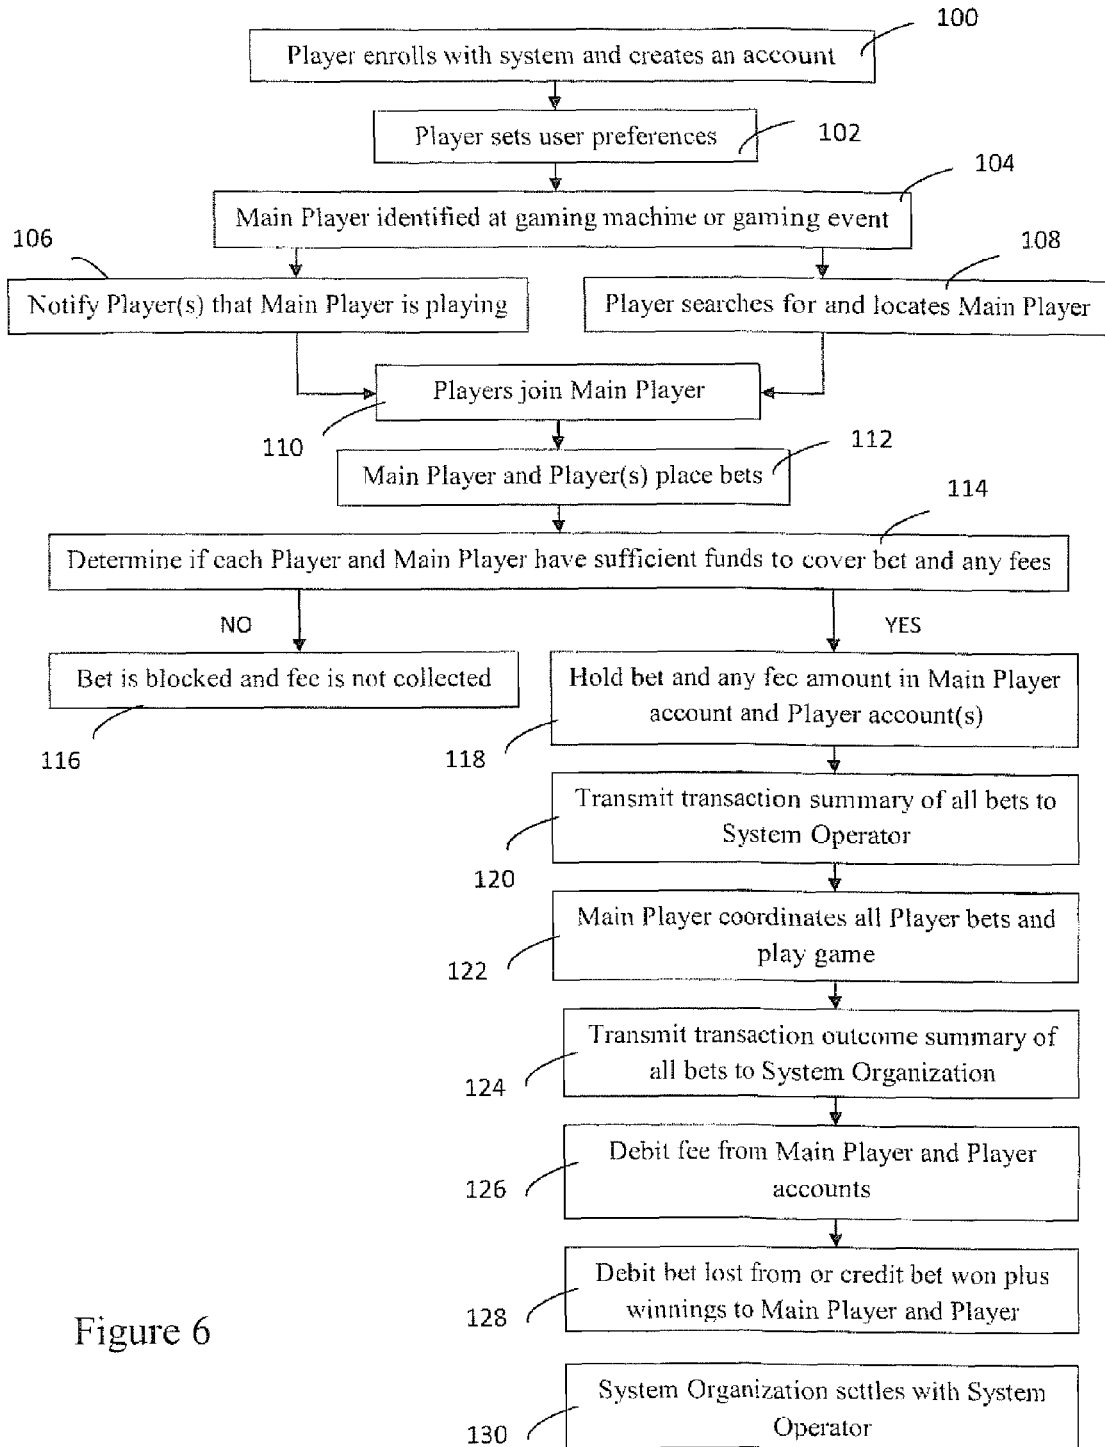 100
Player enrolls with system and creates an account
Player sets user preferences
102
104
Main Player identified at gaming machine or gaming event
106
108
Notify Player(s) that Main Player is playing
Player searches for and locates Main Player
Players join Main Player
110
112
Main Player and Player(s) place bets
114
Determine if each Player and Main Player have sufficient funds to cover bet and any fees
NO
YES
Bet is blocked and fee is not collected
116
Hold bet and any fee amount in Main Player
account and Player account(s)
118
Transmit transaction summary of all bets to
System Operator
120
Main Player coordinates all Player bets and
play game
122
Transmit transaction outcome summary of
all bets to System Organization
124
Debit fee from Main Player and Player
accounts
126
Debit bet lost from or credit bet won plus
winnings to Main Player and Player
128
Figure 6
System Organization settles with System
Operator
130